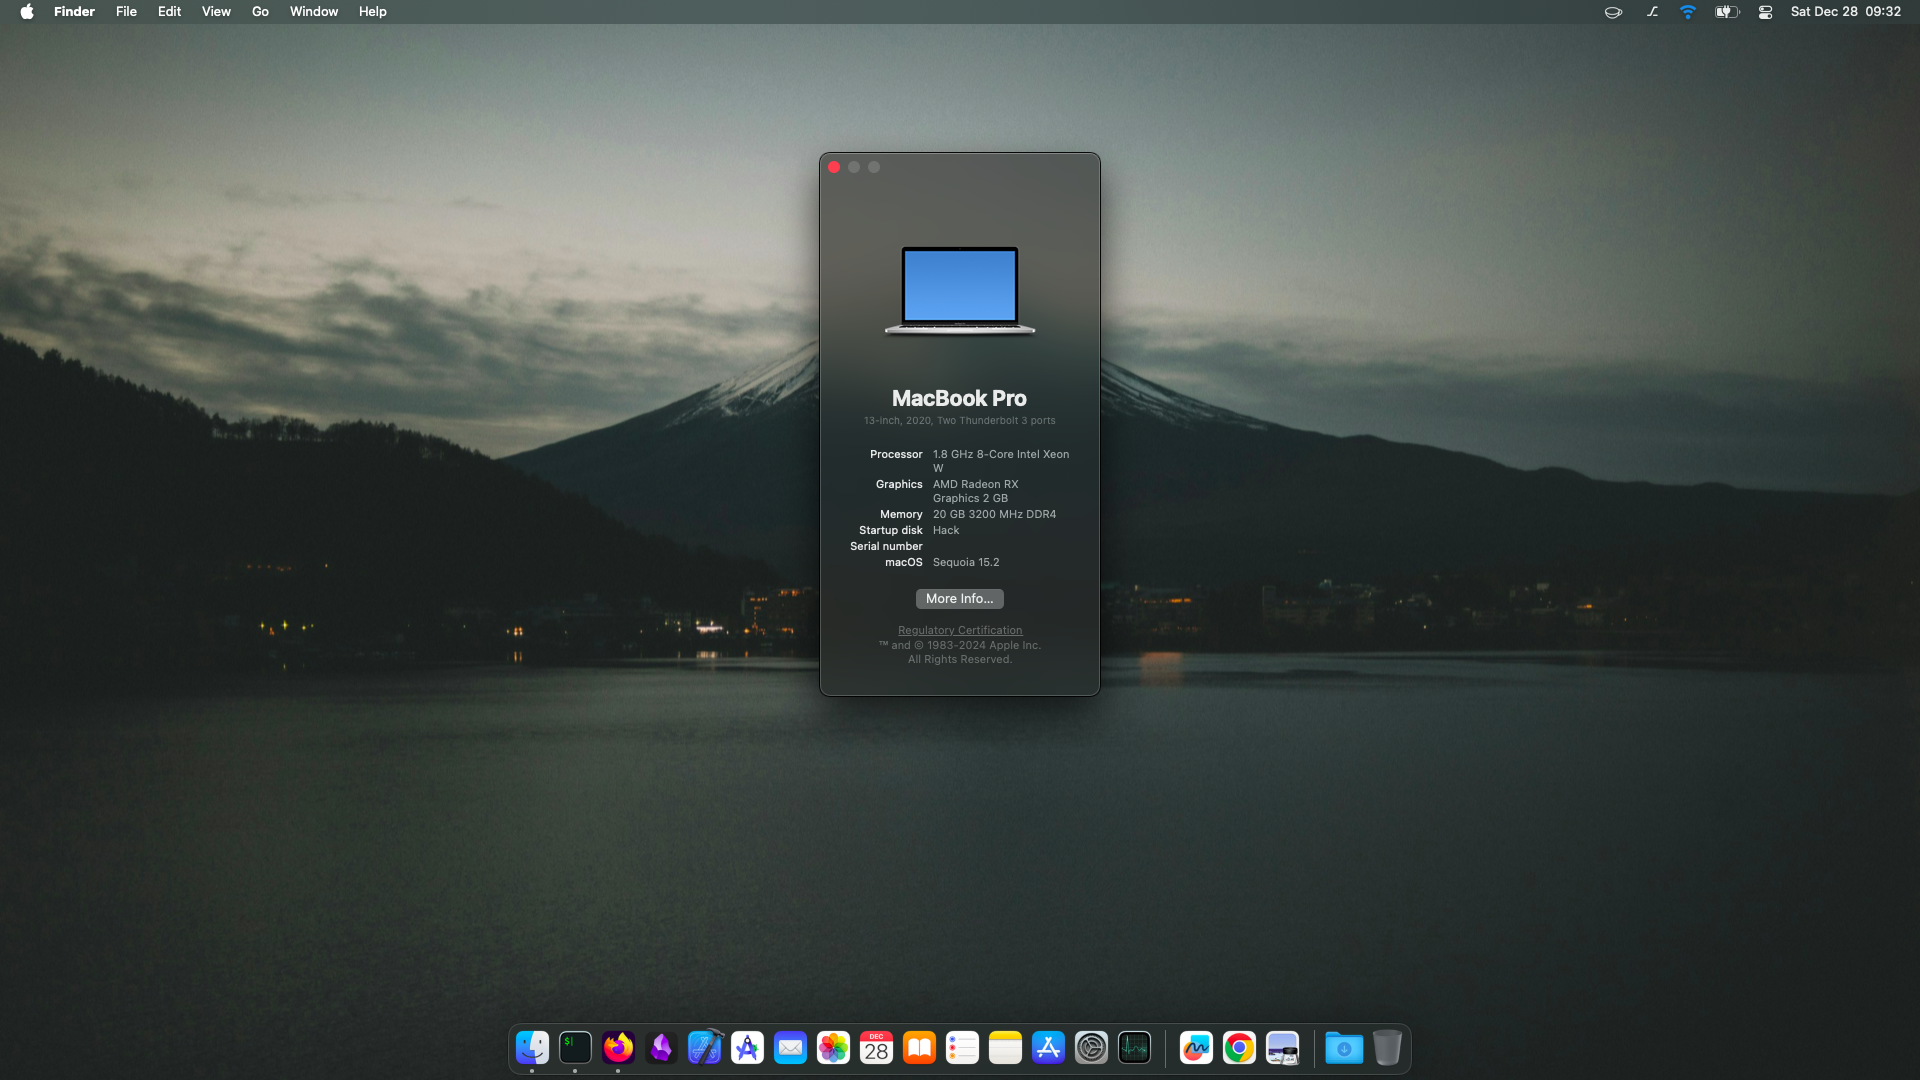 Finder File Edit View Go Window Help
Sat Dec 28 09:32
MacBook Pro
13-inch, 2020, Two Thunderbolt 3 ports
Processor 1.8 GHz 8-Core Intel Xeon
W
Graphics AMD Radeon RX
Graphics 2 GB
Memory 20 GB 3200 MHz DDR4
Startup disk Hack
Serial number
macOS Sequoia 15.2
More Info...
Regulatory Certification
™ and © 1983-2024 Apple Inc.
All Rights Reserved.
$
DEC
28